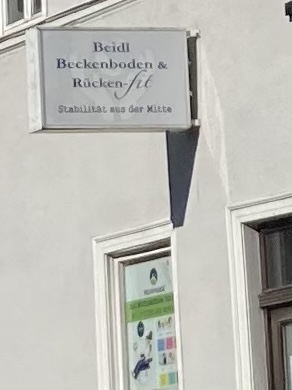 Beidl
Beckenboden &
Rücken-fit
Stabilität aus der Mitte